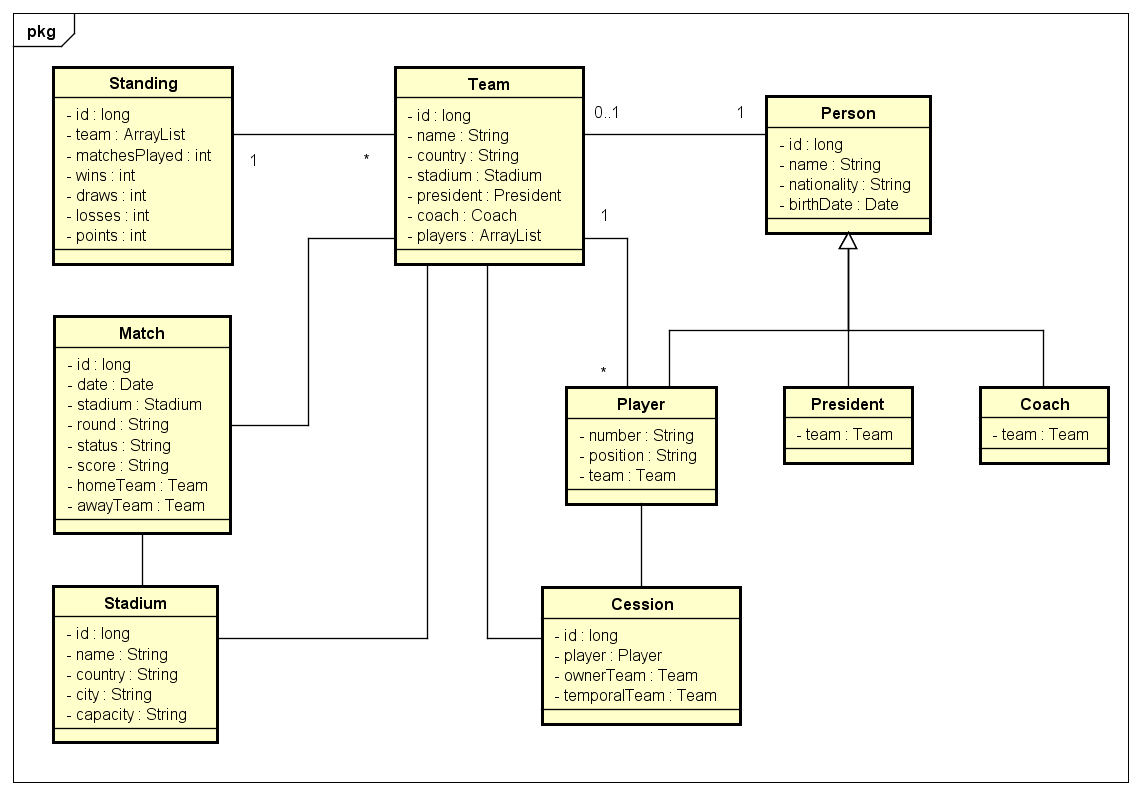 pkg
Standing
- id : long
- team : ArrayList
- matchesPlayed : int
- wins : int
- draws : int
- losses : int
- points : int
1
*
Team
- id : long
- name : String
- country : String
- stadium : Stadium
- president : President
- coach : Coach
- players : ArrayList
0..1
1
1
*
Person
- id : long
- name : String
- nationality : String
- birthDate : Date
Match
- id : long
- date : Date
- stadium : Stadium
- round : String
- status : String
- score : String
- homeTeam : Team
- awayTeam : Team
Player
- number : String
- position : String
- team : Team
President
- team : Team
Coach
- team : Team
Stadium
- id : long
- name : String
- country : String
- city : String
- capacity : String
Cession
- id : long
- player : Player
- ownerTeam : Team
- temporalTeam : Team